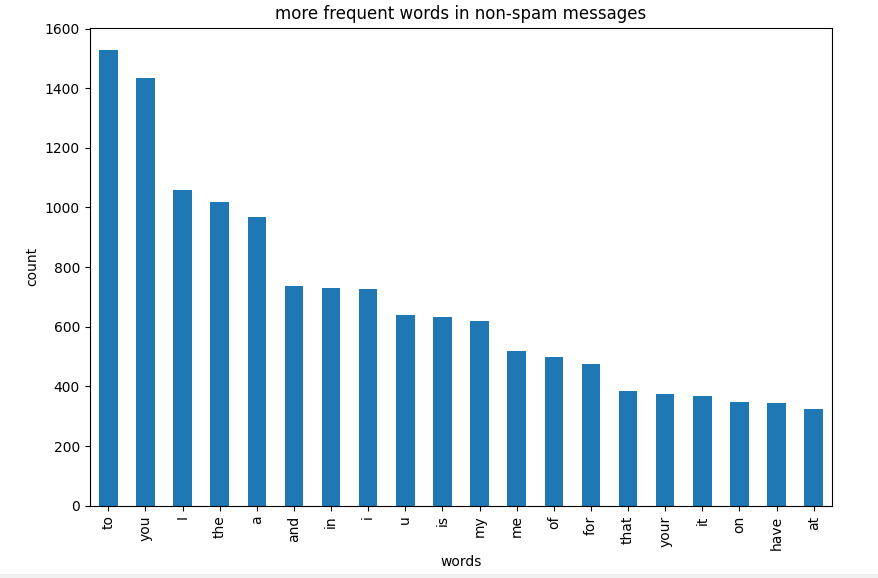 more frequent words in non-spam messages
1600
1400
1200
1000
800
600
400
200
0
count
to
you
I
the
a
and
in
i
u
is
my
me
of
for
that
your
it
on
have
at
words